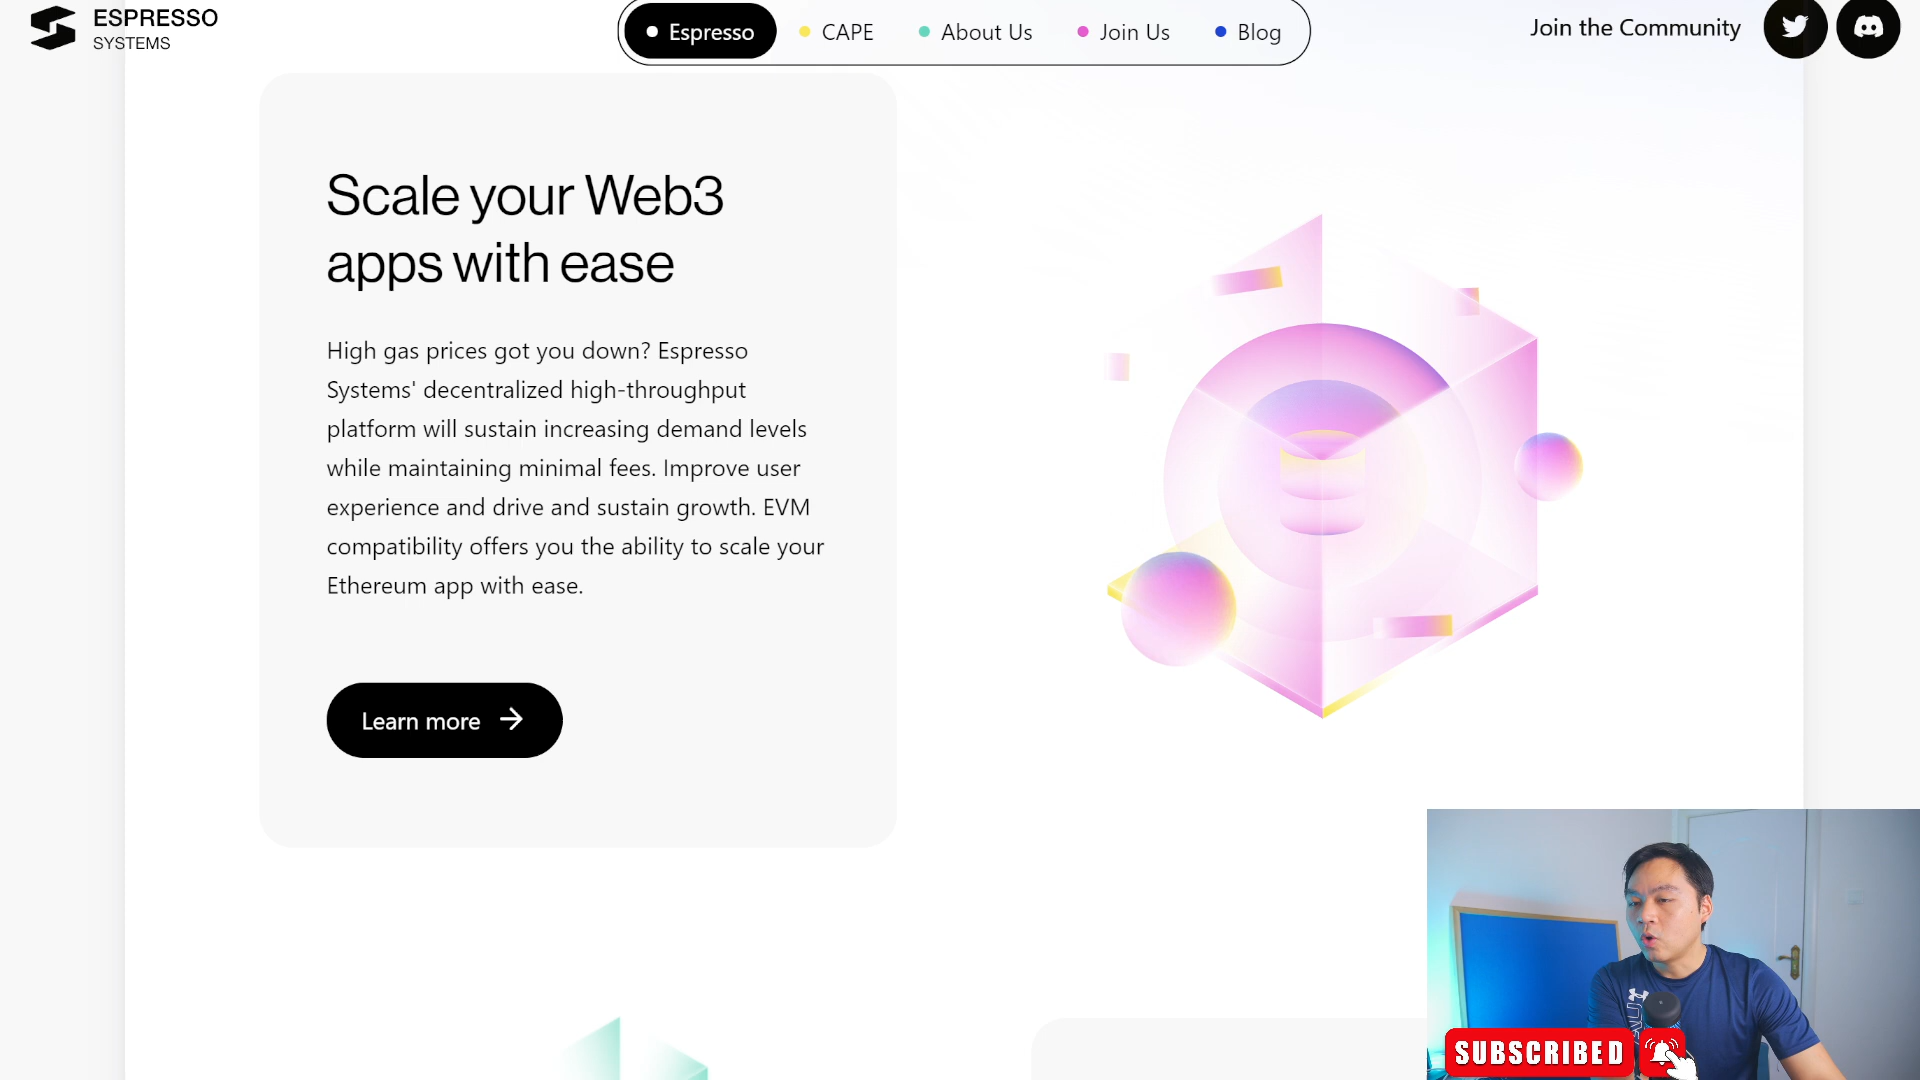 ESPRESSO
SYSTEMS
Espresso
CAPE
About Us
Join Us
Blog
Join the Community
Scale your Web3
apps with ease
High gas prices got you down? Espresso
Systems' decentralized high-throughput
platform will sustain increasing demand levels
while maintaining minimal fees. Improve user
experience and drive and sustain growth. EVM
compatibility offers you the ability to scale your
Ethereum app with ease.
Learn more
SUBSCRIBED